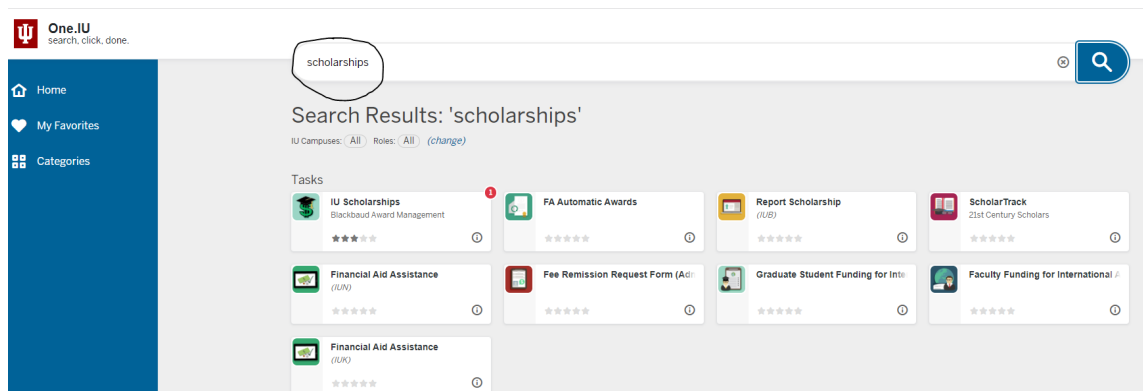 One.IU
search, click, done.
scholarships
Home
My Favorites
Categories
Search Results: 'scholarships'
IU Campuses: All Roles: All (change)
Tasks
IU Scholarships
Blackbaud Award Management
1
FA Automatic Awards
Report Scholarship
(IUB)
ScholarTrack
21st Century Scholars
Financial Aid Assistance
(IUN)
Fee Remission Request Form (Adm
Graduate Student Funding for Inte
Faculty Funding for International A
Financial Aid Assistance
(IUK)